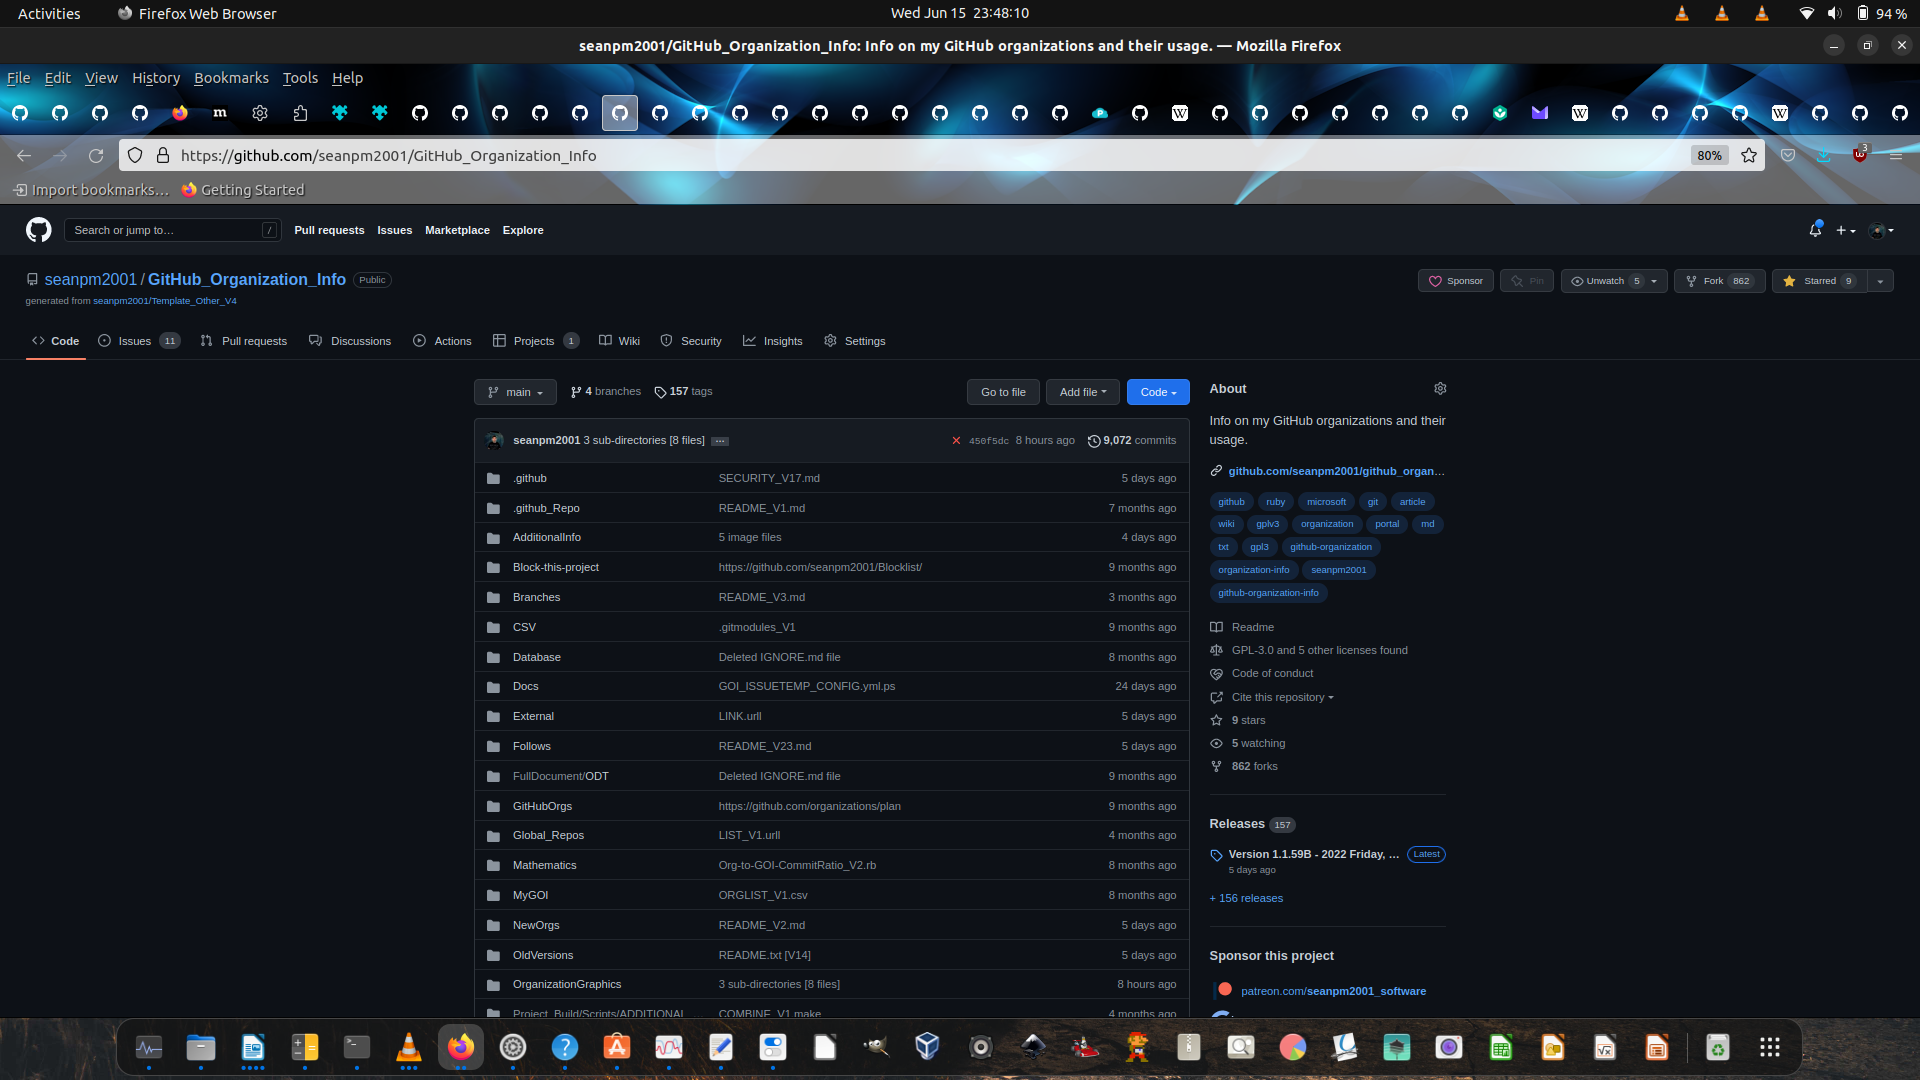 Activities Firefox Web Browser Wed Jun 15 23:48:10 94 %
seanpm2001/GitHub_Organization_Info: Info on my GitHub organizations and their usage. — Mozilla Firefox
File Edit View History Bookmarks Tools Help
https://github.com/seanpm2001/GitHub_Organization_Info 80% 3
Import bookmarks… Getting Started
Search or jump to… / Pull requests Issues Marketplace Explore
seanpm2001 / GitHub_Organization_Info Public Sponsor Pin Unwatch 5 Fork 862 Starred 9
generated from seanpm2001/Template_Other_V4
Code Issues 11 Pull requests Discussions Actions Projects 1 Wiki Security Insights Settings
main 4 branches 157 tags Go to file Add file Code
seanpm2001 3 sub-directories [8 files] ... 450f5dc 8 hours ago 9,072 commits
.github SECURITY_V17.md 5 days ago
.github_Repo README_V1.md 7 months ago
AdditionalInfo 5 image files 4 days ago
Block-this-project https://github.com/seanpm2001/Blocklist/ 9 months ago
Branches README_V3.md 3 months ago
CSV .gitmodules_V1 9 months ago
Database Deleted IGNORE.md file 8 months ago
Docs GOI_ISSUETEMP_CONFIG.yml.ps 24 days ago
External LINK.urll 5 days ago
Follows README_V23.md 5 days ago
FullDocument/ODT Deleted IGNORE.md file 9 months ago
GitHubOrgs https://github.com/organizations/plan 9 months ago
Global_Repos LIST_V1.urll 4 months ago
Mathematics Org-to-GOI-CommitRatio_V2.rb 8 months ago
MyGOI ORGLIST_V1.csv 8 months ago
NewOrgs README_V2.md 5 days ago
OldVersions README.txt [V14] 5 days ago
OrganizationGraphics 3 sub-directories [8 files] 8 hours ago
Project_Build/Scripts/ADDITIONAL_… COMBINE_V1.make 4 months ago
About
Info on my GitHub organizations and their
usage.
github.com/seanpm2001/github_organ…
github ruby microsoft git article
wiki gplv3 organization portal md
txt gpl3 github-organization
organization-info seanpm2001
github-organization-info
Readme
GPL-3.0 and 5 other licenses found
Code of conduct
Cite this repository
9 stars
5 watching
862 forks
Releases 157
Version 1.1.59B - 2022 Friday, … Latest
5 days ago
+ 156 releases
Sponsor this project
patreon.com/seanpm2001_software